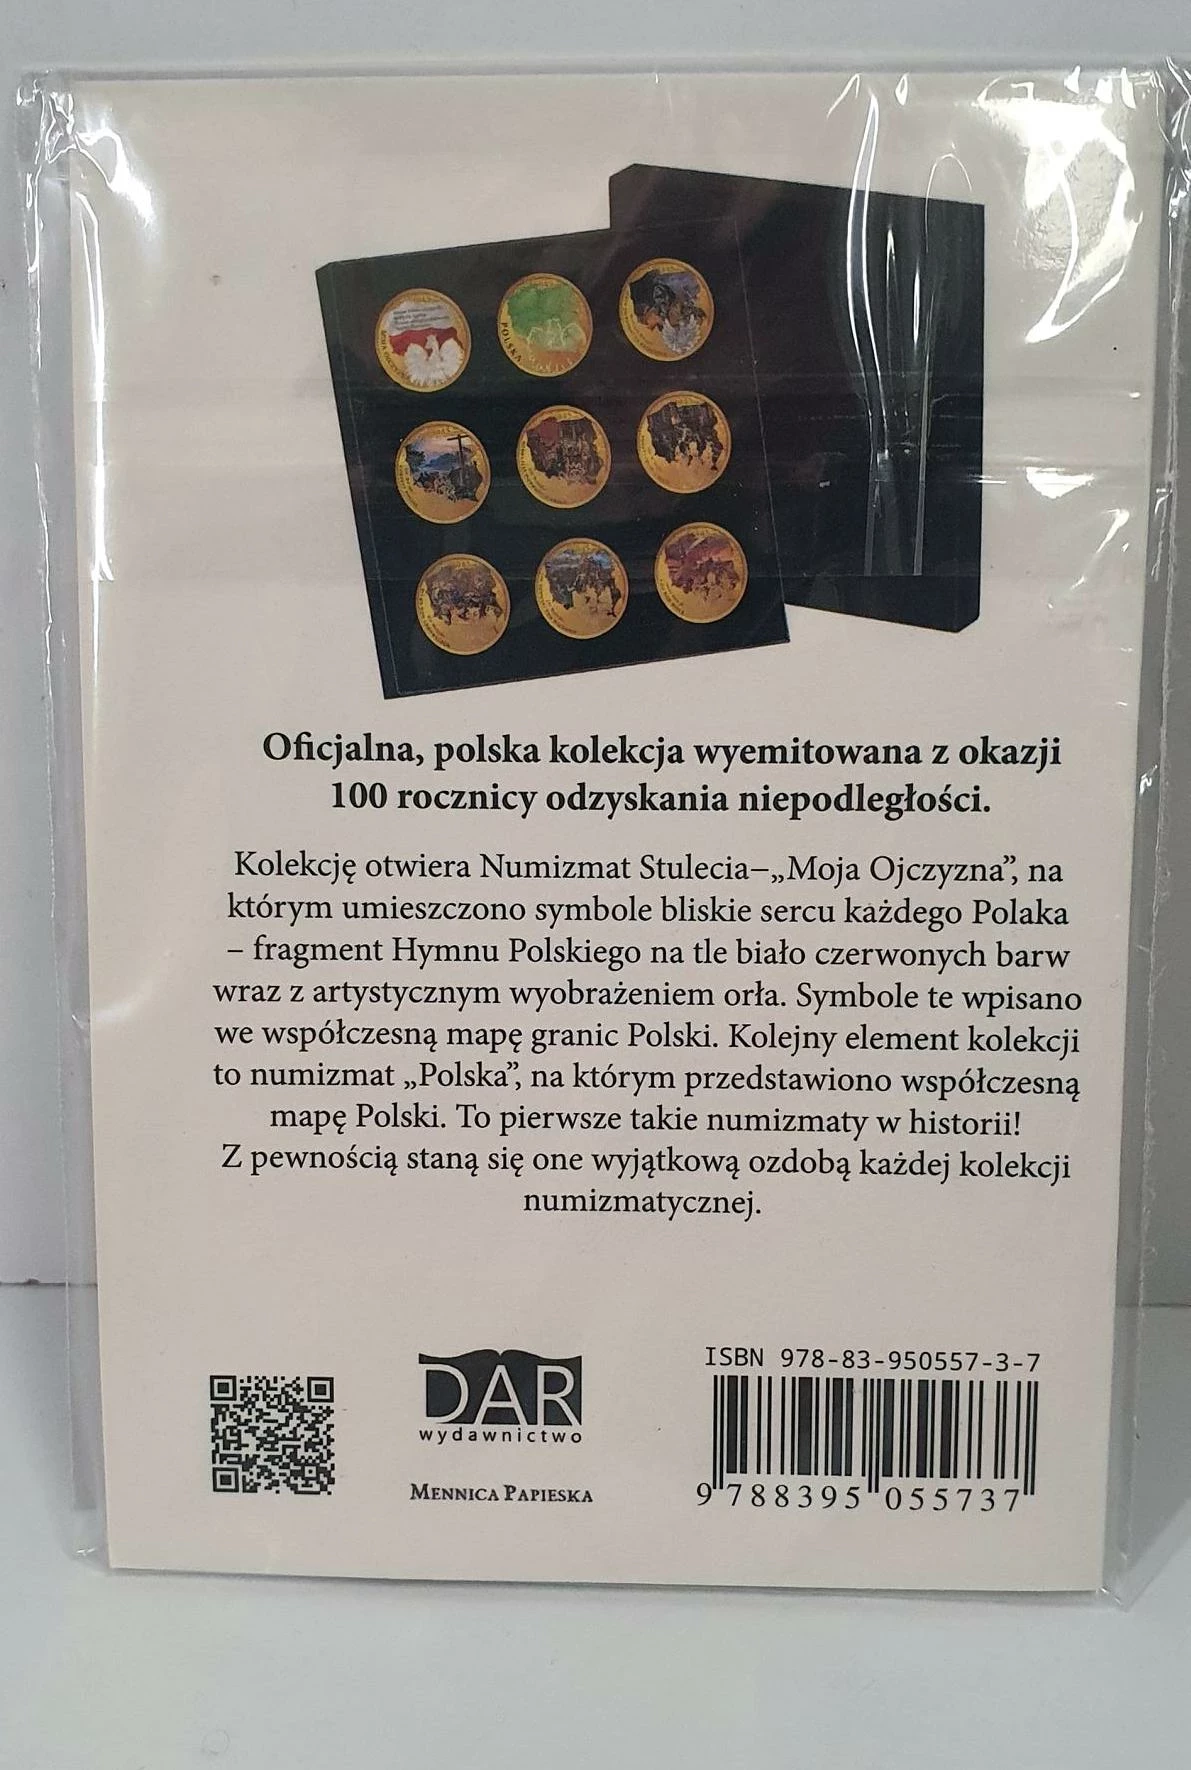 POLSKA
Oficjalna, polska kolekcja wyemitowana z okazji
100 rocznicy odzyskania niepodległości.
Kolekcję otwiera Numizmat Stulecia–„Moja Ojczyzna”, na
którym umieszczono symbole bliskie sercu każdego Polaka
– fragment Hymnu Polskiego na tle biało czerwonych barw
wraz z artystycznym wyobrażeniem orła. Symbole te wpisano
we współczesną mapę granic Polski. Kolejny element kolekcji
to numizmat „Polska”, na którym przedstawiono współczesną
mapę Polski. To pierwsze takie numizmaty w historii!
Z pewnością staną się one wyjątkową ozdobą każdej kolekcji
numizmatycznej.
DAR
wydawnictwo
MENNICA PAPIESKA
ISBN 978-83-950557-3-7
9 788395 055737